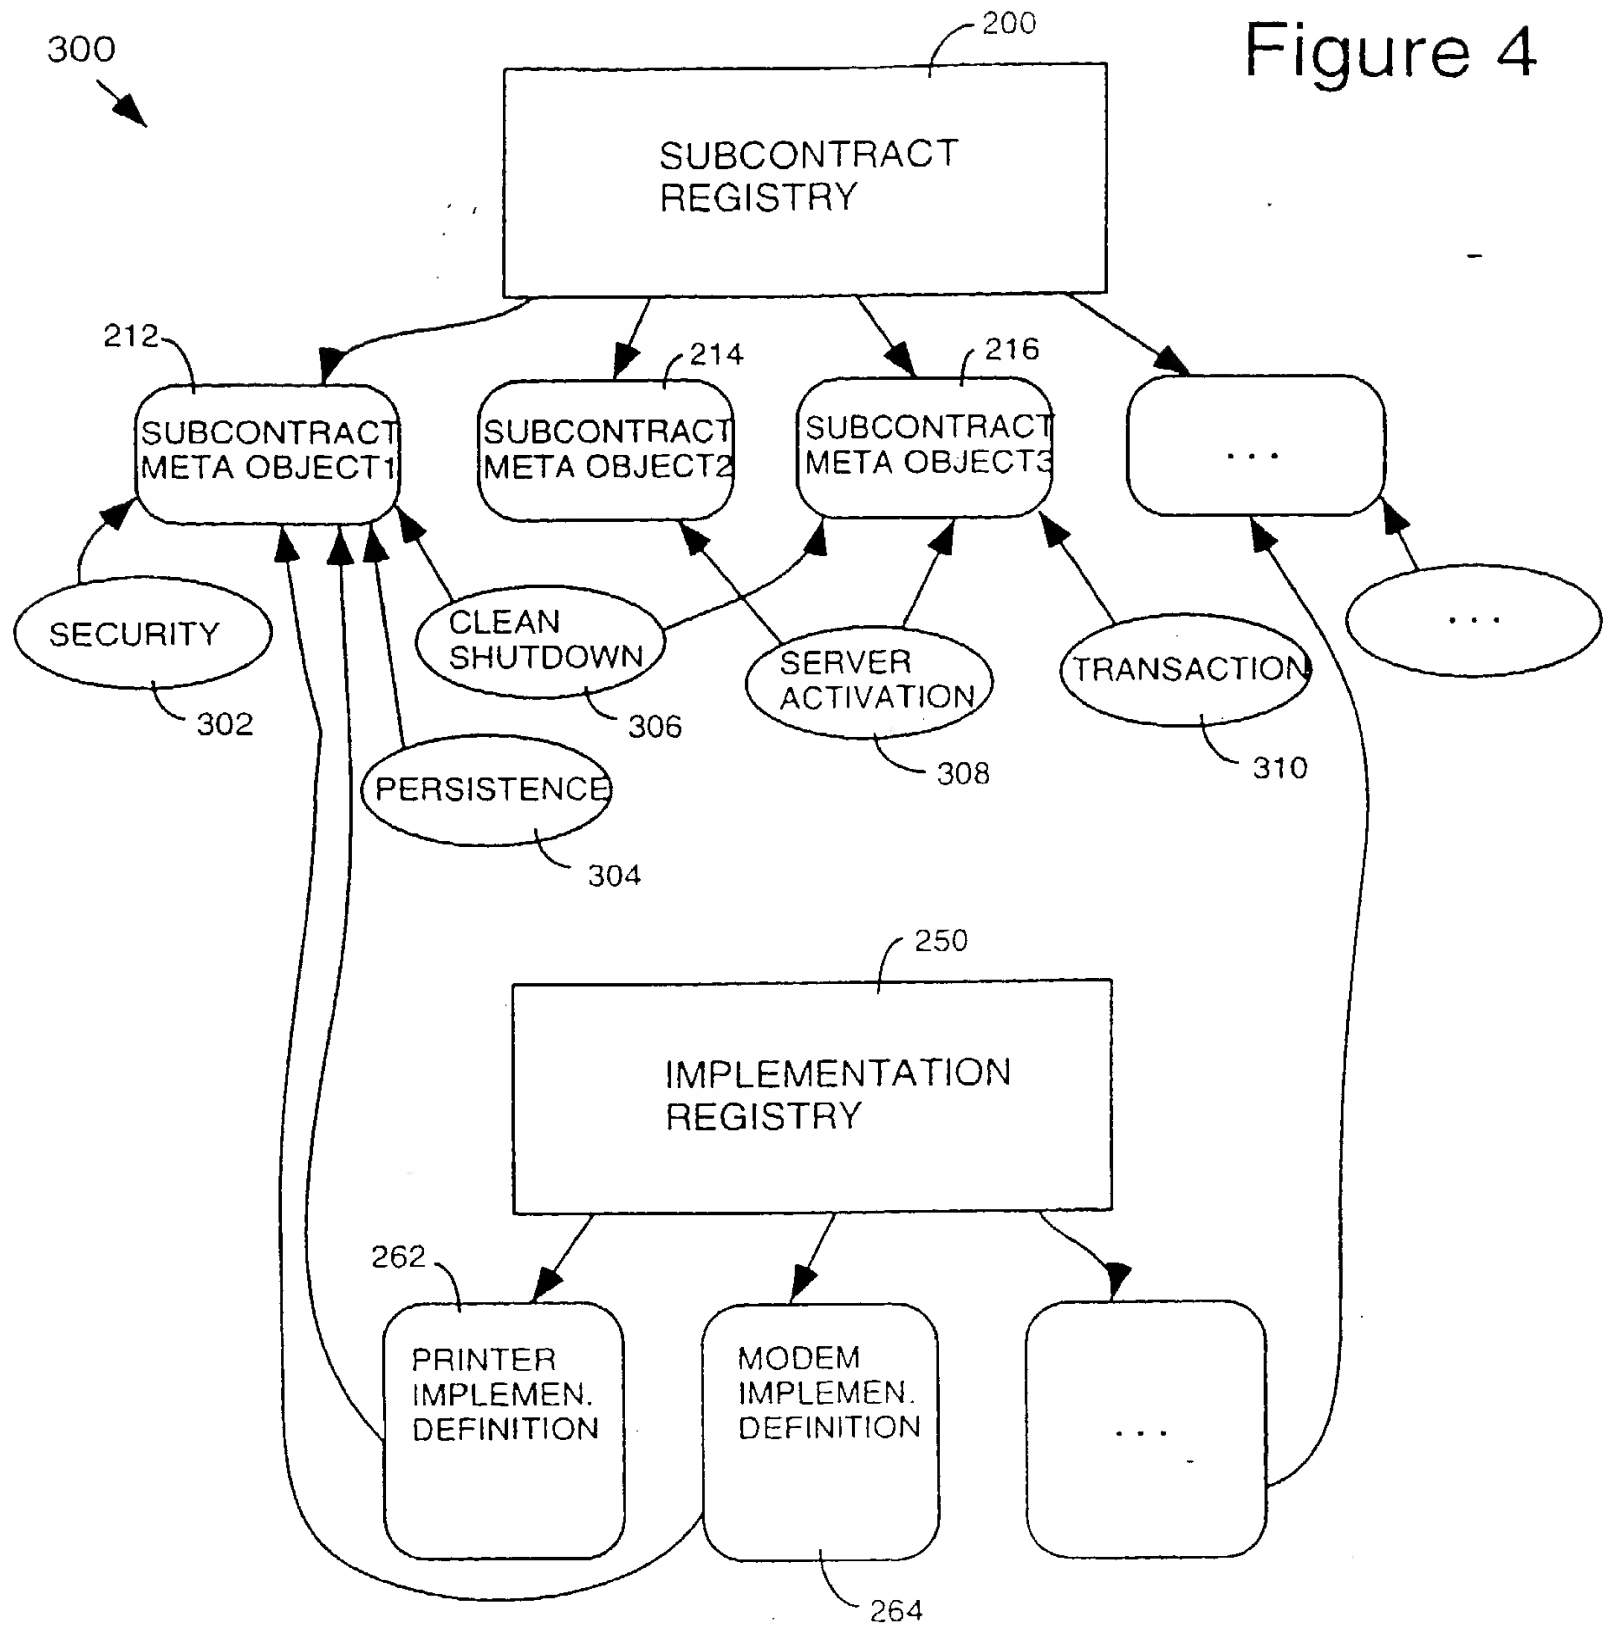 300
200
Figure 4
SUBCONTRACT
REGISTRY
212
214
216
SUBCONTRACT
META OBJECT1
SUBCONTRACT
META OBJECT2
SUBCONTRACT
META OBJECT3
...
SECURITY
302
CLEAN
SHUTDOWN
306
SERVER
ACTIVATION
308
TRANSACTION
310
...
PERSISTENCE
304
250
IMPLEMENTATION
REGISTRY
262
PRINTER
IMPLEMEN.
DEFINITION
MODEM
IMPLEMEN.
DEFINITION
264
...